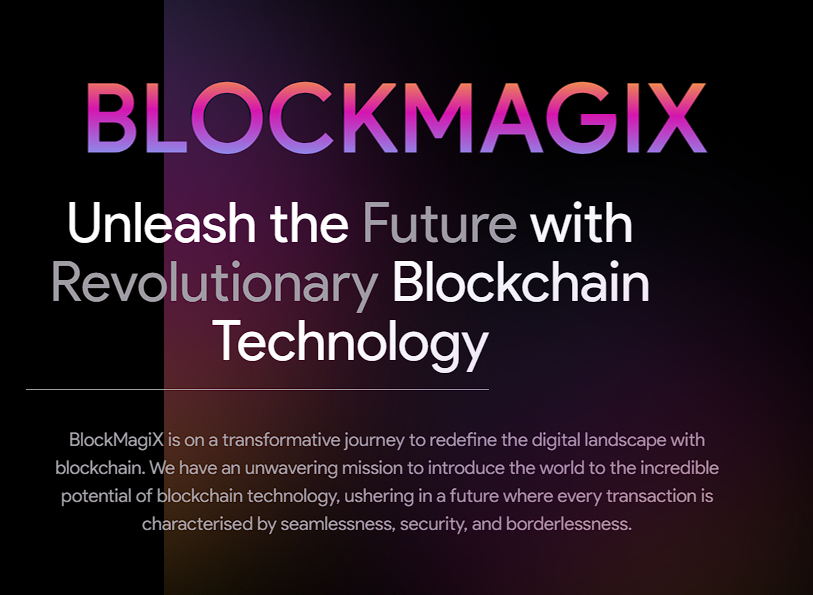 BLOCKMAGIX
Unleash the Future with
Revolutionary Blockchain
Technology
BlockMagiX is on a transformative journey to redefine the digital landscape with
blockchain. We have an unwavering mission to introduce the world to the incredible
potential of blockchain technology, ushering in a future where every transaction is
characterised by seamlessness, security, and borderlessness.